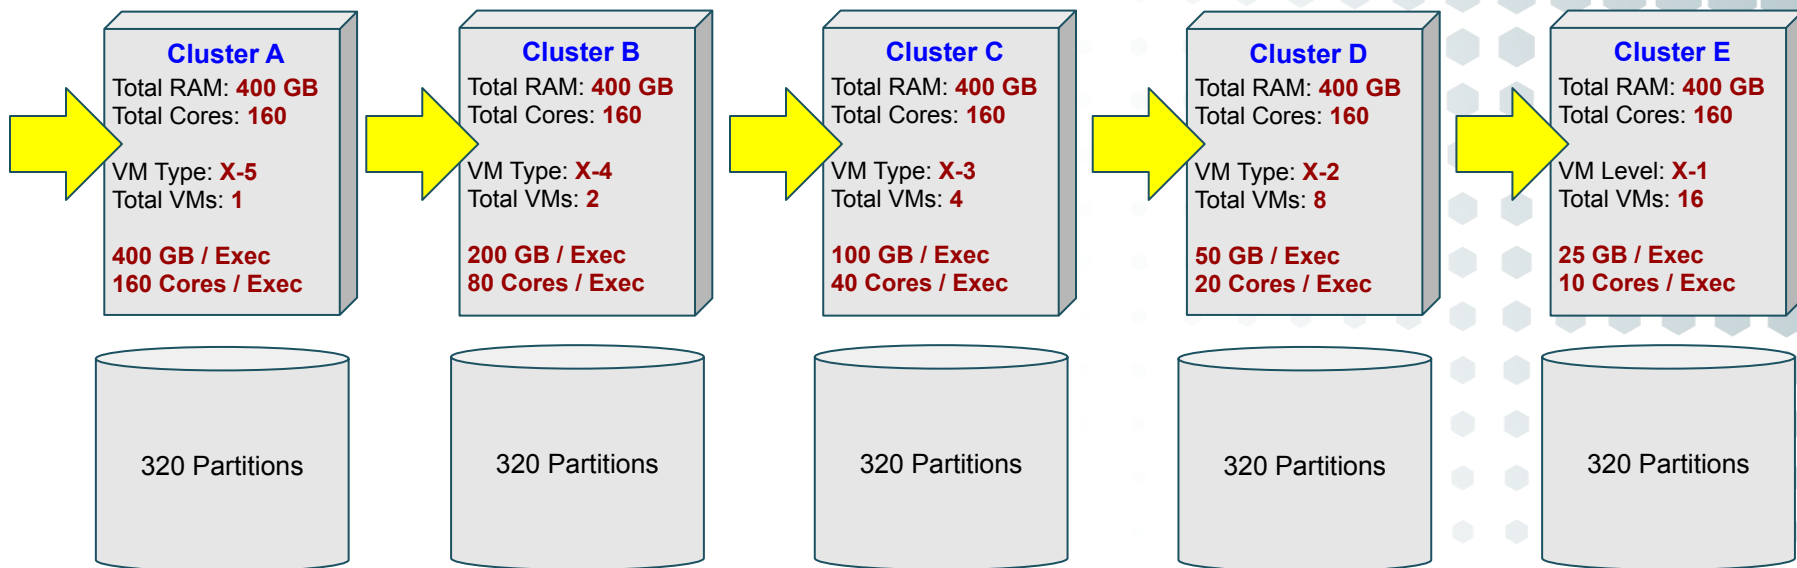 Cluster A
Total RAM: 400 GB
Total Cores: 160
VM Type: X-5
Total VMs: 1
400 GB / Exec
160 Cores / Exec
320 Partitions
Cluster B
Total RAM: 400 GB
Total Cores: 160
VM Type: X-4
Total VMs: 2
200 GB / Exec
80 Cores / Exec
320 Partitions
Cluster C
Total RAM: 400 GB
Total Cores: 160
VM Type: X-3
Total VMs: 4
100 GB / Exec
40 Cores / Exec
320 Partitions
Cluster D
Total RAM: 400 GB
Total Cores: 160
VM Type: X-2
Total VMs: 8
50 GB / Exec
20 Cores / Exec
320 Partitions
Cluster E
Total RAM: 400 GB
Total Cores: 160
VM Level: X-1
Total VMs: 16
25 GB / Exec
10 Cores / Exec
320 Partitions